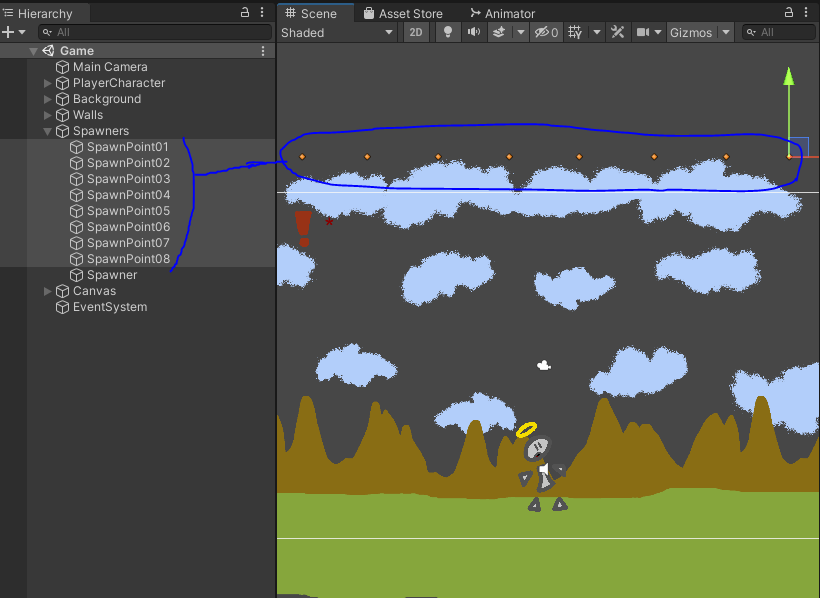 Hierarchy
All
Game
Main Camera
PlayerCharacter
Background
Walls
Spawners
SpawnPoint01
SpawnPoint02
SpawnPoint03
SpawnPoint04
SpawnPoint05
SpawnPoint06
SpawnPoint07
SpawnPoint08
Spawner
Canvas
EventSystem
Scene Asset Store Animator
Shaded 2D 0 Gizmos All